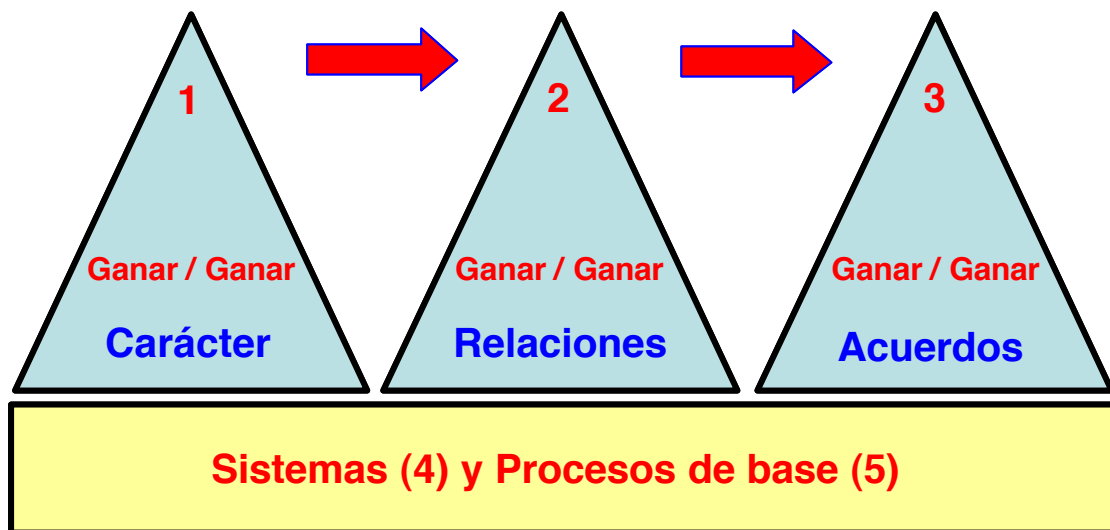 1
2
3
Ganar / Ganar
Ganar / Ganar
Ganar / Ganar
Carácter
Relaciones
Acuerdos
Sistemas (4) y Procesos de base (5)